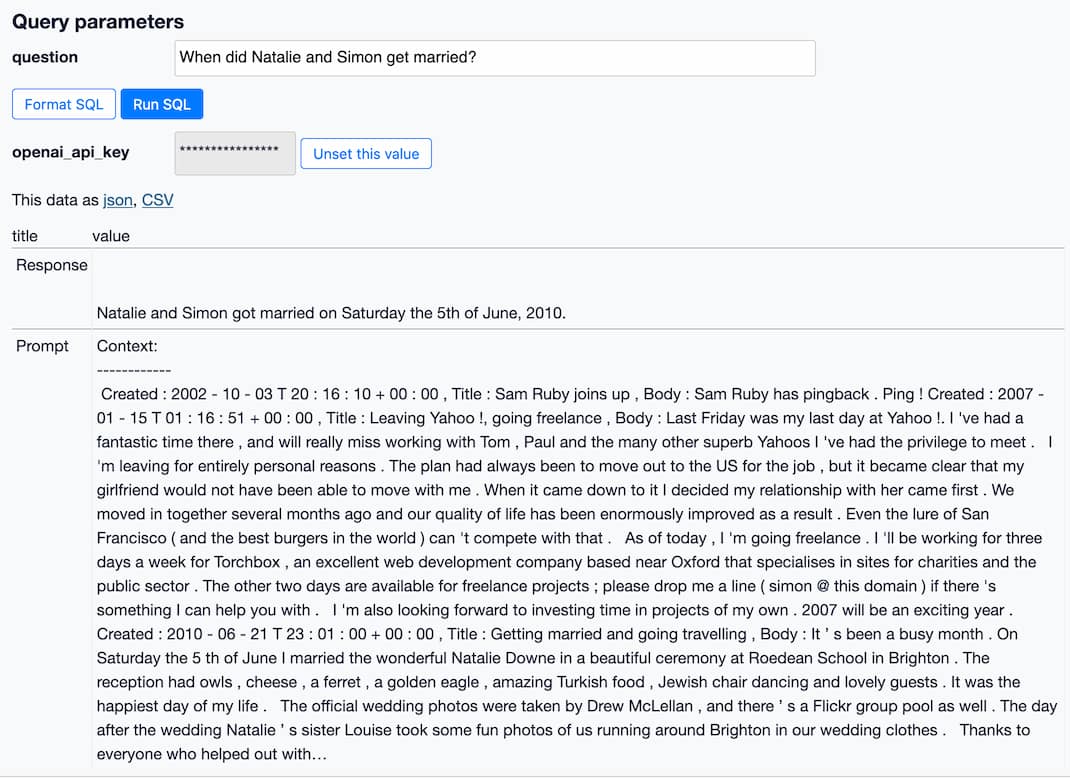 Query parameters
question When did Natalie and Simon get married?
Format SQL Run SQL
openai_api_key **************** Unset this value
This data as json, CSV
title value
Response
Natalie and Simon got married on Saturday the 5th of June, 2010.
Prompt Context:
------------
Created : 2002 - 10 - 03 T 20 : 16 : 10 + 00 : 00 , Title : Sam Ruby joins up , Body : Sam Ruby has pingback . Ping ! Created : 2007 -
01 - 15 T 01 : 16 : 51 + 00 : 00 , Title : Leaving Yahoo !, going freelance , Body : Last Friday was my last day at Yahoo !. I 've had a
fantastic time there , and will really miss working with Tom , Paul and the many other superb Yahoos I 've had the privilege to meet . I
'm leaving for entirely personal reasons . The plan had always been to move out to the US for the job , but it became clear that my
girlfriend would not have been able to move with me . When it came down to it I decided my relationship with her came first . We
moved in together several months ago and our quality of life has been enormously improved as a result . Even the lure of San
Francisco ( and the best burgers in the world ) can 't compete with that . As of today , I 'm going freelance . I 'll be working for three
days a week for Torchbox , an excellent web development company based near Oxford that specialises in sites for charities and the
public sector . The other two days are available for freelance projects ; please drop me a line ( simon @ this domain ) if there 's
something I can help you with . I 'm also looking forward to investing time in projects of my own . 2007 will be an exciting year .
Created : 2010 - 06 - 21 T 23 : 01 : 00 + 00 : 00 , Title : Getting married and going travelling , Body : It ’ s been a busy month . On
Saturday the 5 th of June I married the wonderful Natalie Downe in a beautiful ceremony at Roedean School in Brighton . The
reception had owls , cheese , a ferret , a golden eagle , amazing Turkish food , Jewish chair dancing and lovely guests . It was the
happiest day of my life . The official wedding photos were taken by Drew McLellan , and there ’ s a Flickr group pool as well . The day
after the wedding Natalie ’ s sister Louise took some fun photos of us running around Brighton in our wedding clothes . Thanks to
everyone who helped out with…